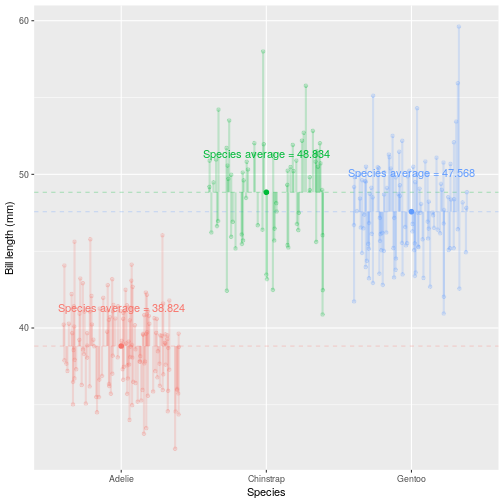 60
Species average = 48.834
Species average = 47.568
50
Bill length (mm)
Species average = 38.824
40
Adelie
Chinstrap
Gentoo
Species